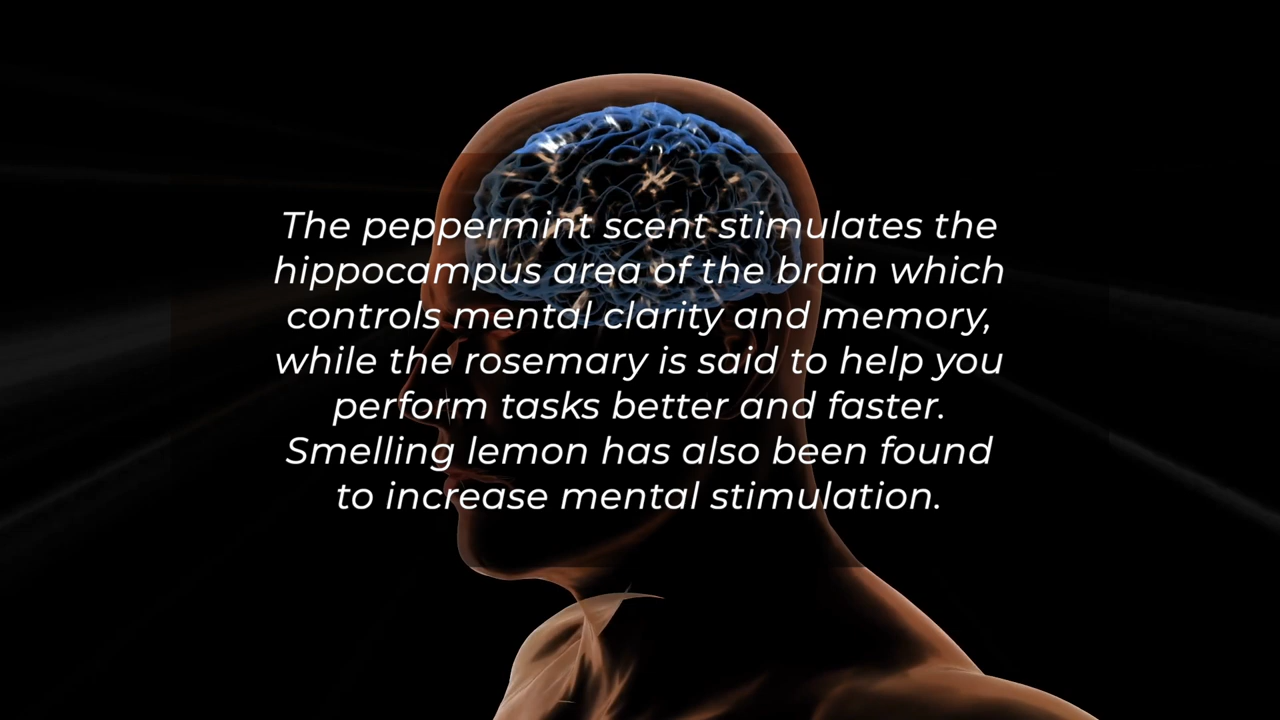 The peppermint scent stimulates the
hippocampus area of the brain which
controls mental clarity and memory,
while the rosemary is said to help you
perform tasks better and faster.
Smelling lemon has also been found
to increase mental stimulation.